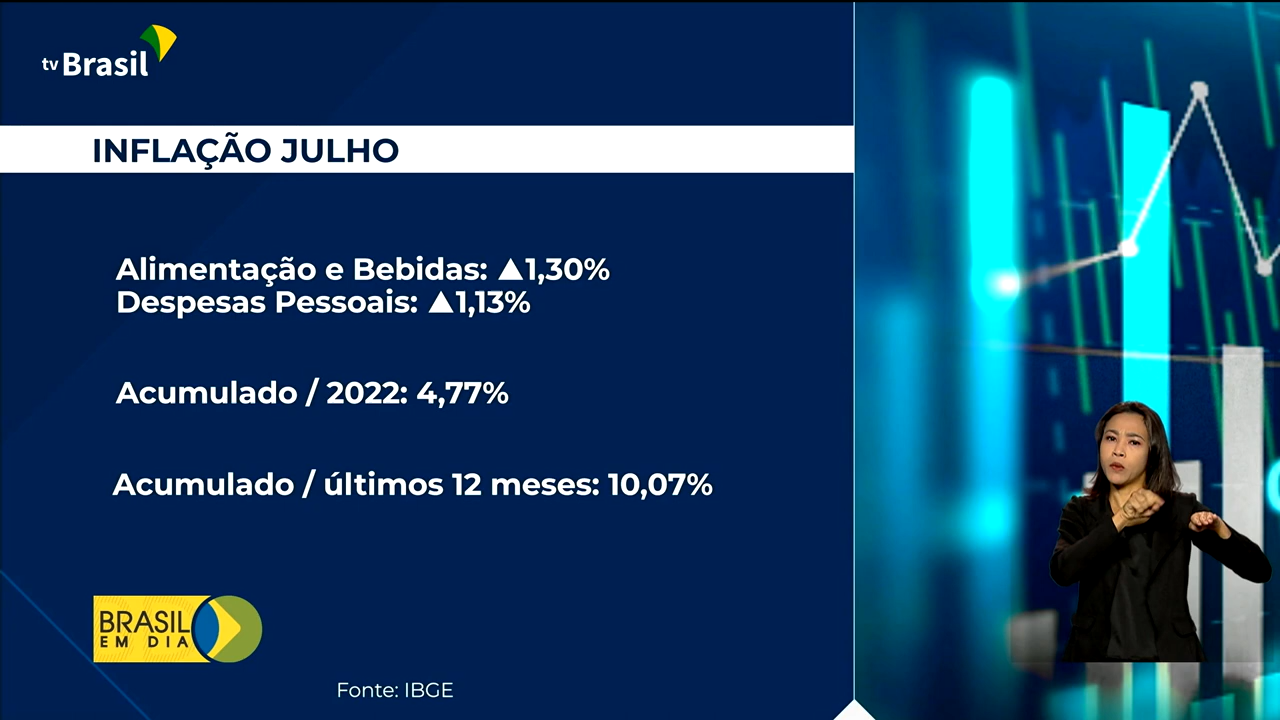 tv Brasil
INFLAÇÃO JULHO
Alimentação e Bebidas: ▲1,30%
Despesas Pessoais: ▲1,13%
Acumulado / 2022: 4,77%
Acumulado / últimos 12 meses: 10,07%
BRASIL
EM DIA
Fonte: IBGE